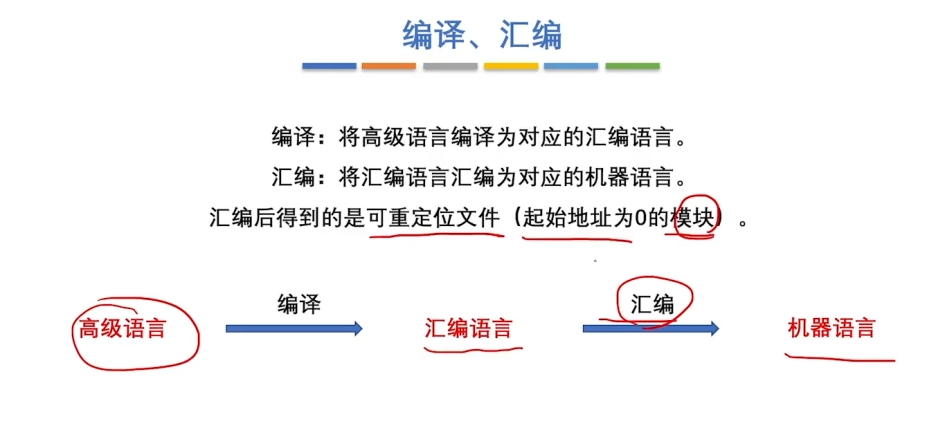 编译、汇编
编译：将高级语言编译为对应的汇编语言。
汇编：将汇编语言汇编为对应的机器语言。
汇编后得到的是可重定位文件（起始地址为0的模块）。
编译
汇编
高级语言
汇编语言
机器语言